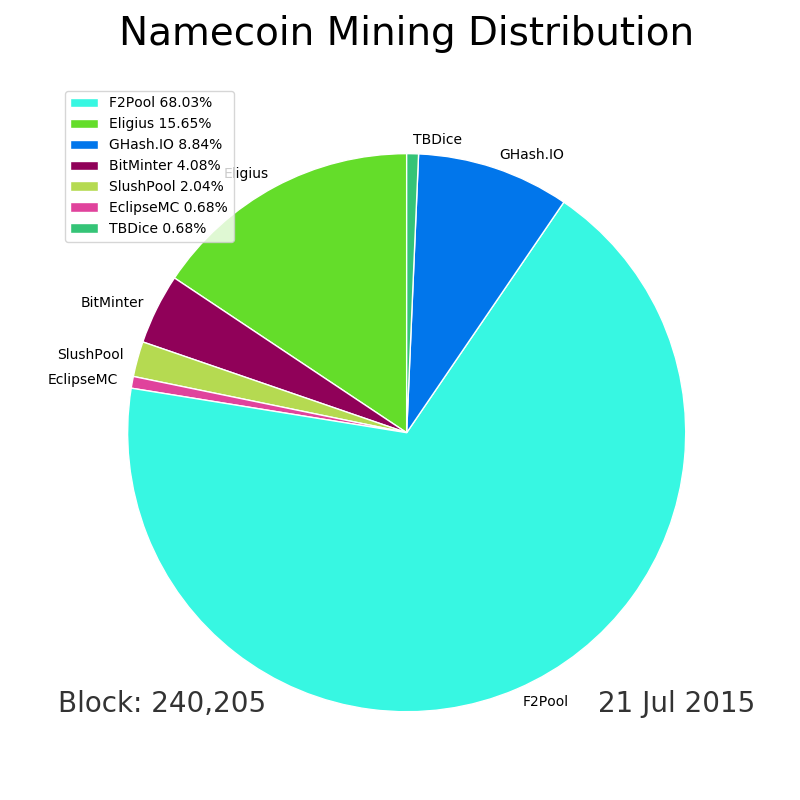 Namecoin Mining Distribution
F2Pool 68.03%
Eligius 15.65%
GHash.IO 8.84%
BitMinter 4.08%
SlushPool 2.04%
EclipseMC 0.68%
TBDice 0.68%
TBDice
GHash.IO
Eligius
BitMinter
SlushPool
EclipseMC
F2Pool
Block: 240,205
21 Jul 2015